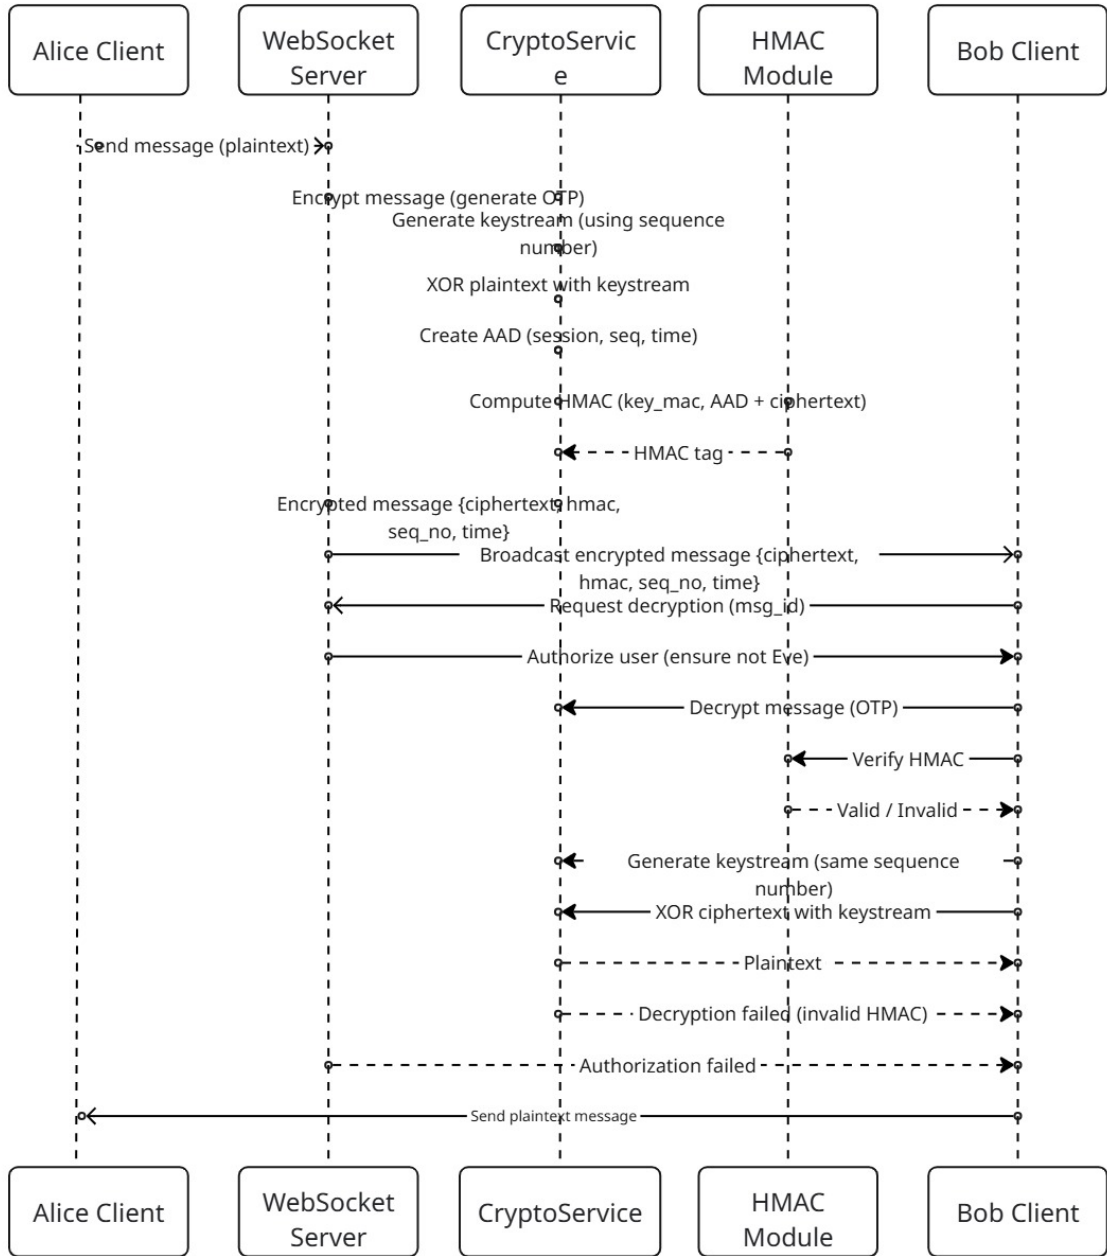 Alice Client
WebSocket
Server
CryptoServic
e
HMAC
Module
Bob Client
Send message (plaintext)
Encrypt message (generate OTP)
Generate keystream (using sequence
number)
XOR plaintext with keystream
Create AAD (session, seq, time)
Compute HMAC (key_mac, AAD + ciphertext)
HMAC tag
Encrypted message {ciphertext, hmac,
seq_no, time}
Broadcast encrypted message {ciphertext,
hmac, seq_no, time}
Request decryption (msg_id)
Authorize user (ensure not Eve)
Decrypt message (OTP)
Verify HMAC
Valid / Invalid
Generate keystream (same sequence
number)
XOR ciphertext with keystream
Plaintext
Decryption failed (invalid HMAC)
Authorization failed
Send plaintext message
Alice Client
WebSocket
Server
CryptoService
HMAC
Module
Bob Client